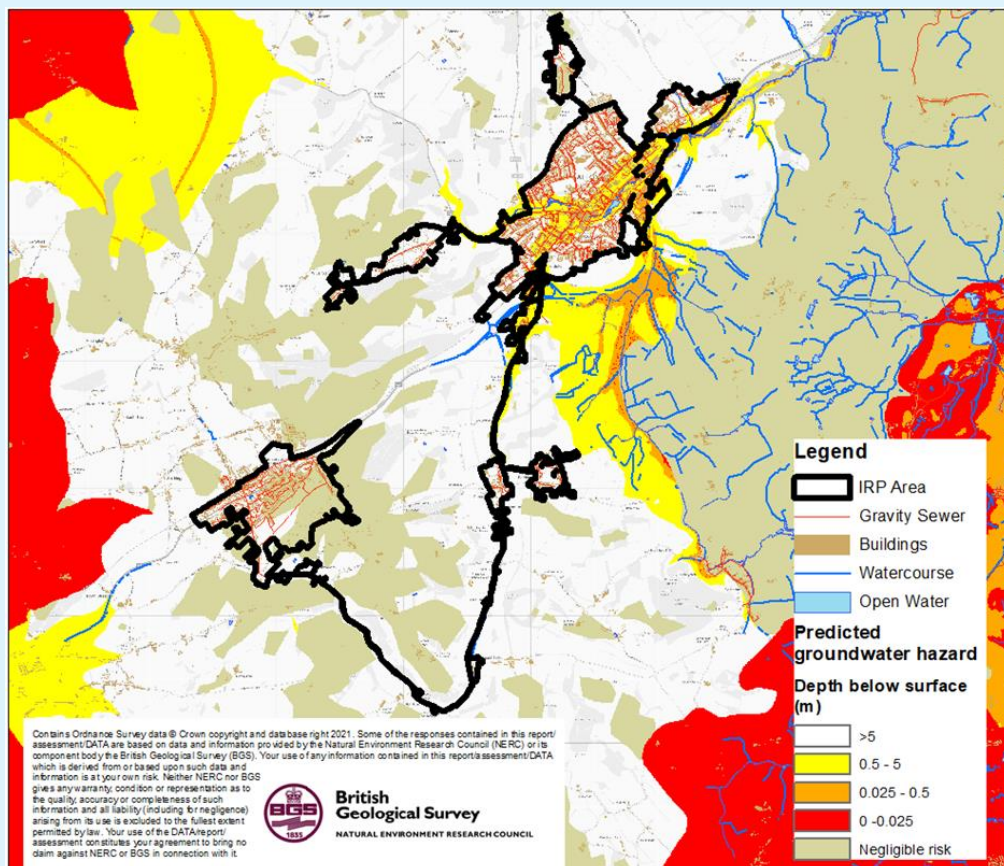 Legend
IRP Area
Gravity Sewer
Buildings
Watercourse
Open Water
Predicted
groundwater hazard
Depth below surface
(m)
>5
0.5 - 5
0.025 - 0.5
0 -0.025
Negligible risk
Contains Ordnance Survey data © Crown copyright and database right 2021. Some of the responses contained in this report/
assessment/DATA are based on data and information provided by the Natural Environment Research Council (NERC) or its
component body the British Geological Survey (BGS). Your use of any information contained in this report/assessment/DATA
which is derived from or based upon such data and
information is at your own risk. Neither NERC nor BGS
gives any warranty, condition or representation as to
the quality, accuracy or completeness of such
information and all liability (including for negligence)
arising from its use is excluded to the fullest extent
permitted by law. Your use of the DATA/report/
assessment constitutes your agreement to bring no
claim against NERC or BGS in connection with it.
BGS
1835
British
Geological Survey
NATURAL ENVIRONMENT RESEARCH COUNCIL